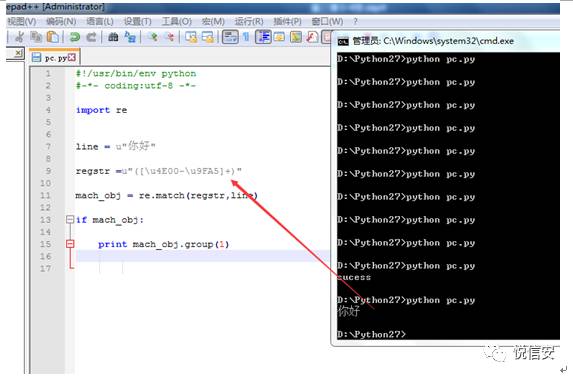 epad++ [Administrator]
视图(V) 编码(N) 语言(L) 设置(T) 工具(O) 宏(M) 运行(R) 插件(P) 窗口(W) ?
pc.py
1 #!/usr/bin/env python
2 #-*- coding:utf-8 -*-
3
4 import re
5
6
7 line = u"你好"
8
9 regstr =u"([\u4E00-\u9FA5]+)"
10
11 mach_obj = re.match(regstr,line)
12
13 if mach_obj:
14
15 print mach_obj.group(1)
16
17
管理员: C:\Windows\system32\cmd.exe
D:\Python27>python pc.py
D:\Python27>python pc.py
D:\Python27>python pc.py
D:\Python27>python pc.py
D:\Python27>python pc.py
D:\Python27>python pc.py
D:\Python27>python pc.py
D:\Python27>python pc.py
D:\Python27>python pc.py
D:\Python27>python pc.py
sucess
D:\Python27>python pc.py
你好
D:\Python27>
悦信安